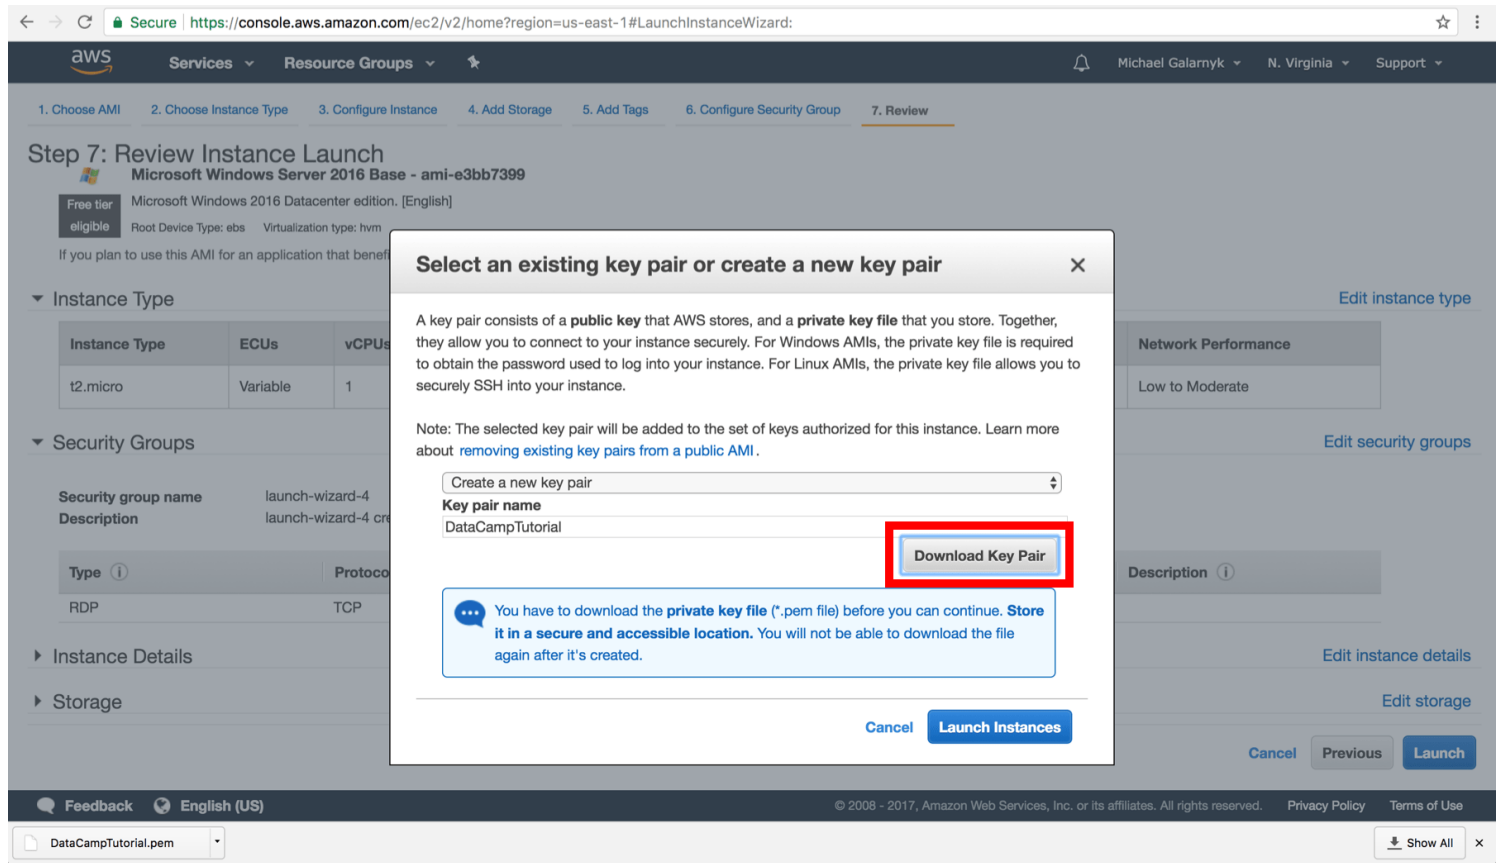 Secure https://console.aws.amazon.com/ec2/v2/home?region=us-east-1#LaunchInstanceWizard:
aws Services Resource Groups Michael Galarnyk N. Virginia Support
1. Choose AMI 2. Choose Instance Type 3. Configure Instance 4. Add Storage 5. Add Tags 6. Configure Security Group 7. Review
Step 7: Review Instance Launch
Microsoft Windows Server 2016 Base - ami-e3bb7399
Free tier eligible
Microsoft Windows 2016 Datacenter edition. [English]
Root Device Type: ebs Virtualization type: hvm
If you plan to use this AMI for an application that benefi
Instance Type Edit instance type
Instance Type ECUs vCPUs Network Performance
t2.micro Variable 1 Low to Moderate
Security Groups Edit security groups
Security group name launch-wizard-4
Description launch-wizard-4 cre
Type Protoco Description
RDP TCP
Instance Details Edit instance details
Storage Edit storage
Cancel Previous Launch
Select an existing key pair or create a new key pair
A key pair consists of a public key that AWS stores, and a private key file that you store. Together,
they allow you to connect to your instance securely. For Windows AMIs, the private key file is required
to obtain the password used to log into your instance. For Linux AMIs, the private key file allows you to
securely SSH into your instance.
Note: The selected key pair will be added to the set of keys authorized for this instance. Learn more
about removing existing key pairs from a public AMI .
Create a new key pair
Key pair name
DataCampTutorial
Download Key Pair
You have to download the private key file (*.pem file) before you can continue. Store
it in a secure and accessible location. You will not be able to download the file
again after it's created.
Cancel Launch Instances
Feedback English (US) © 2008 - 2017, Amazon Web Services, Inc. or its affiliates. All rights reserved. Privacy Policy Terms of Use
DataCampTutorial.pem Show All